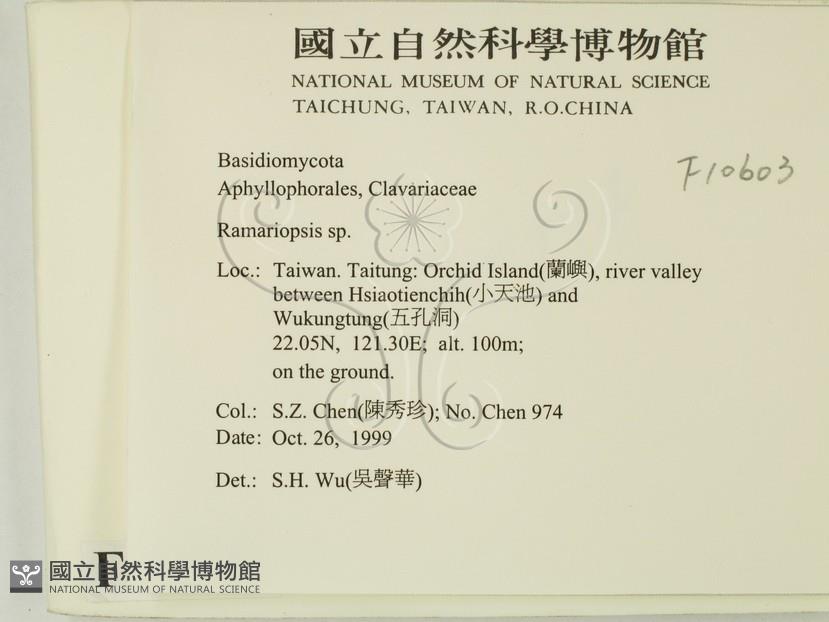 國立自然科學博物館
NATIONAL MUSEUM OF NATURAL SCIENCE
TAICHUNG, TAIWAN, R.O.CHINA
F10603
Basidiomycota
Aphyllophorales, Clavariaceae
Ramariopsis sp.
Loc.: Taiwan. Taitung: Orchid Island(蘭嶼), river valley
between Hsiaotienchih(小天池) and
Wukungtung(五孔洞)
22.05N, 121.30E; alt. 100m;
on the ground.
Col.: S.Z. Chen(陳秀珍); No. Chen 974
Date: Oct. 26, 1999
Det.: S.H. Wu(吳聲華)
F
國立自然科學博物館
NATIONAL MUSEUM OF NATURAL SCIENCE